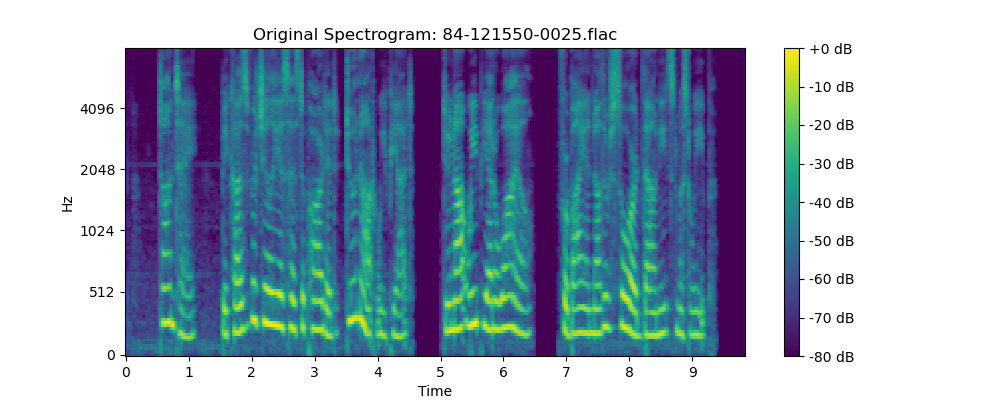 Original Spectrogram: 84-121550-0025.flac
+0 dB
-10 dB
-20 dB
-30 dB
-40 dB
-50 dB
-60 dB
-70 dB
-80 dB
4096
2048
1024
512
0
Hz
0 1 2 3 4 5 6 7 8 9
Time